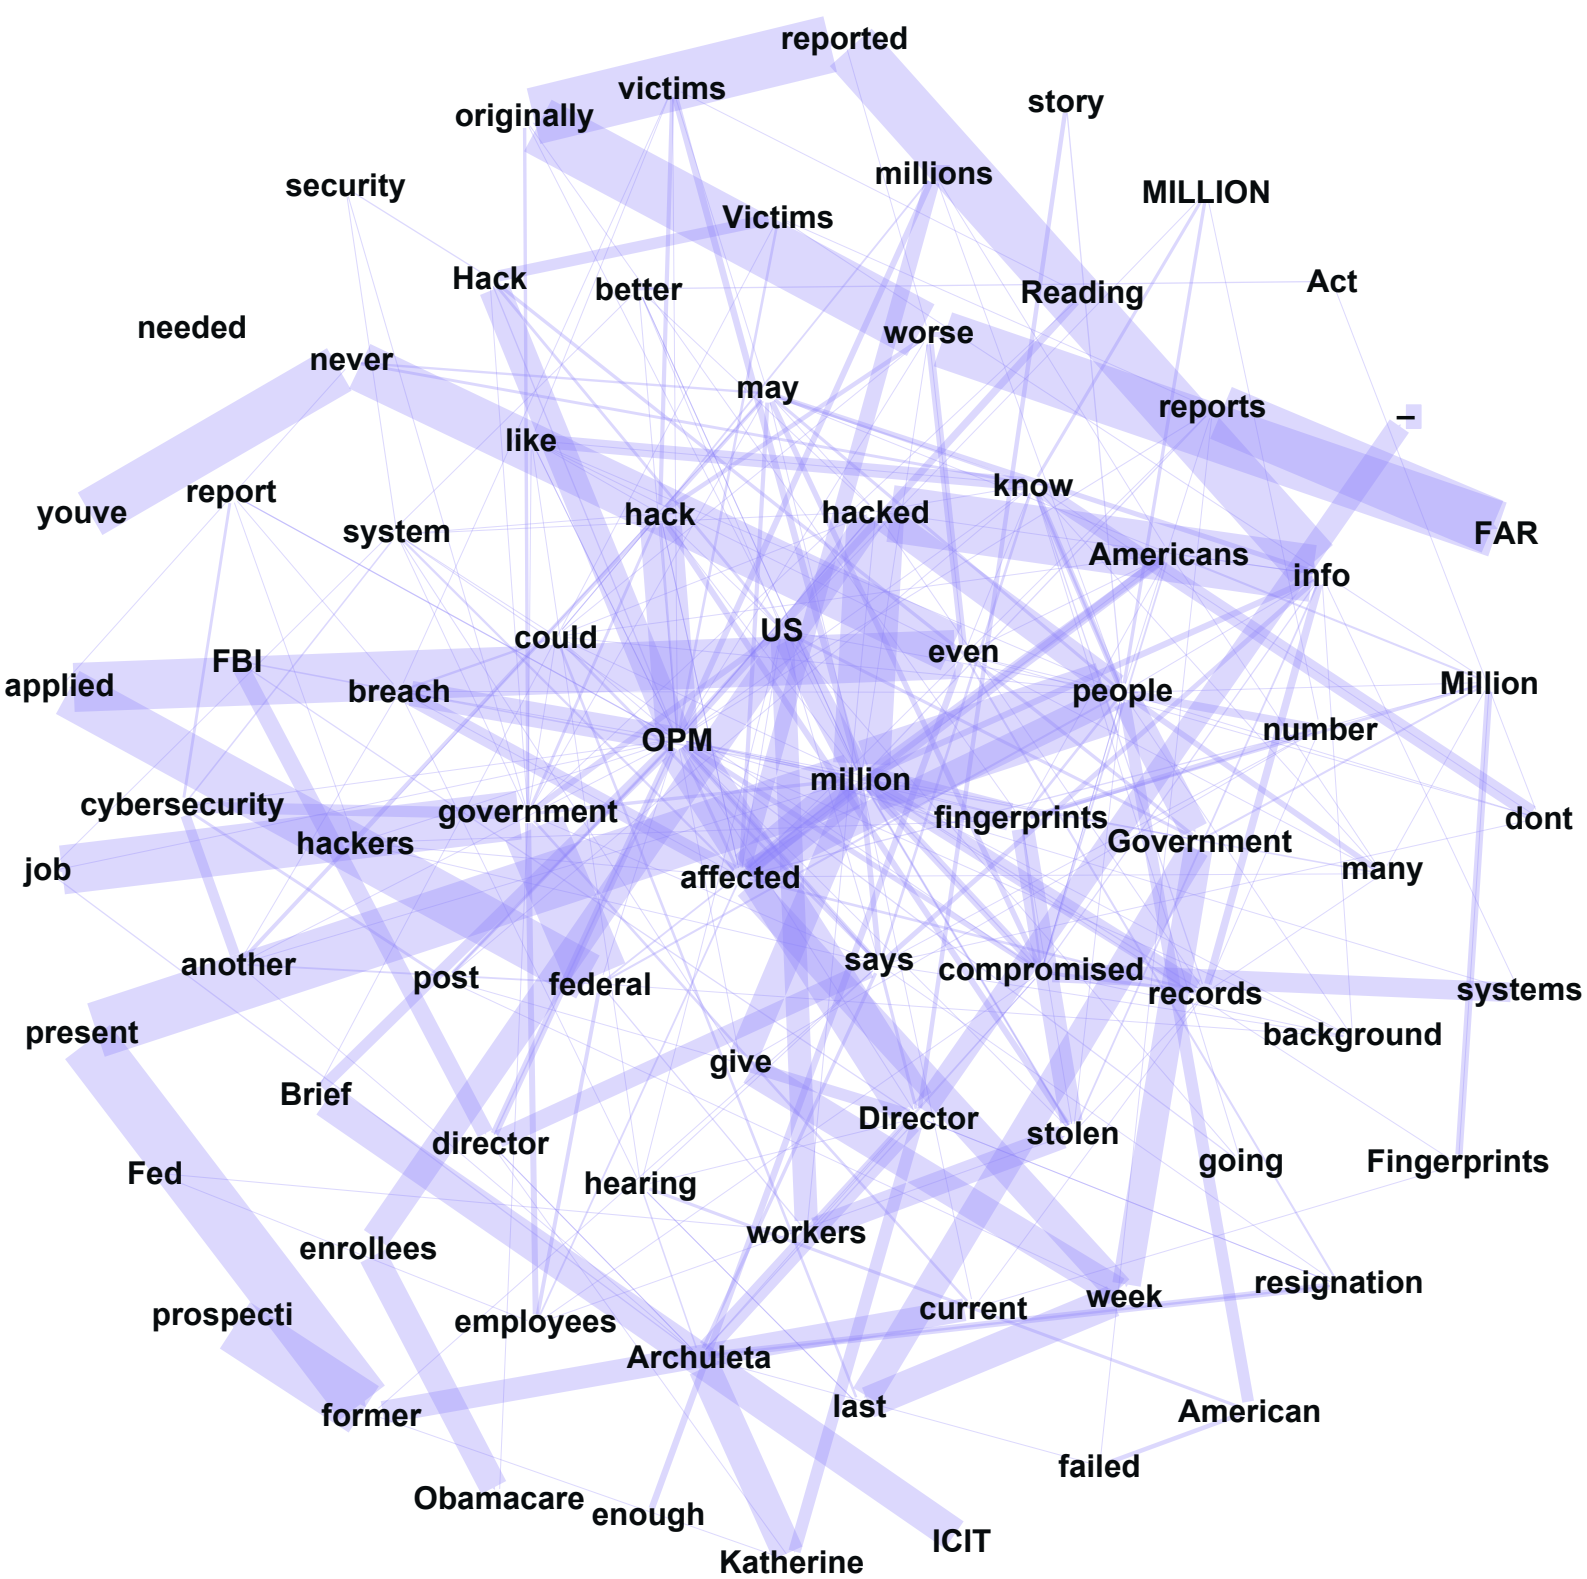 reported
victims
story
originally
millions
security
MILLION
Victims
Hack
better
Reading
Act
needed
worse
never
may
reports
–
like
report
know
youve
system
hack
hacked
FAR
Americans
info
could
US
even
FBI
applied
breach
people
Million
number
OPM
million
cybersecurity
government
fingerprints
dont
hackers
Government
job
affected
many
another
post
federal
says
compromised
records
systems
present
background
give
Brief
Director
director
stolen
Fed
hearing
going
Fingerprints
enrollees
workers
prospecti
employees
current
week
resignation
Archuleta
former
last
American
failed
Obamacare
enough
ICIT
Katherine